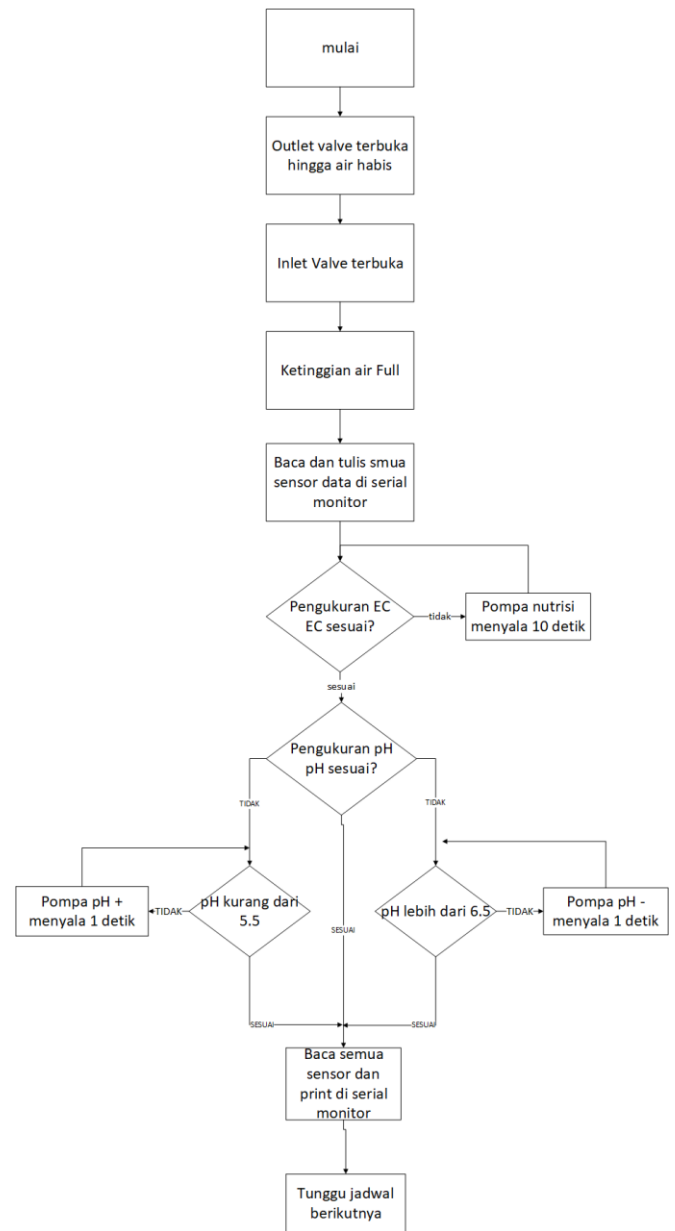 mulai
Outlet valve terbuka
hingga air habis
Inlet Valve terbuka
Ketinggian air Full
Baca dan tulis smua
sensor data di serial
monitor
Pengukuran EC
EC sesuai?
tidak
Pompa nutrisi
menyala 10 detik
sesuai
Pengukuran pH
pH sesuai?
TIDAK
TIDAK
Pompa pH +
menyala 1 detik
TIDAK
pH kurang dari
5.5
SESUAI
pH lebih dari 6.5
TIDAK
Pompa pH -
menyala 1 detik
SESUAI
SESUAI
Baca semua
sensor dan
print di serial
monitor
Tunggu jadwal
berikutnya